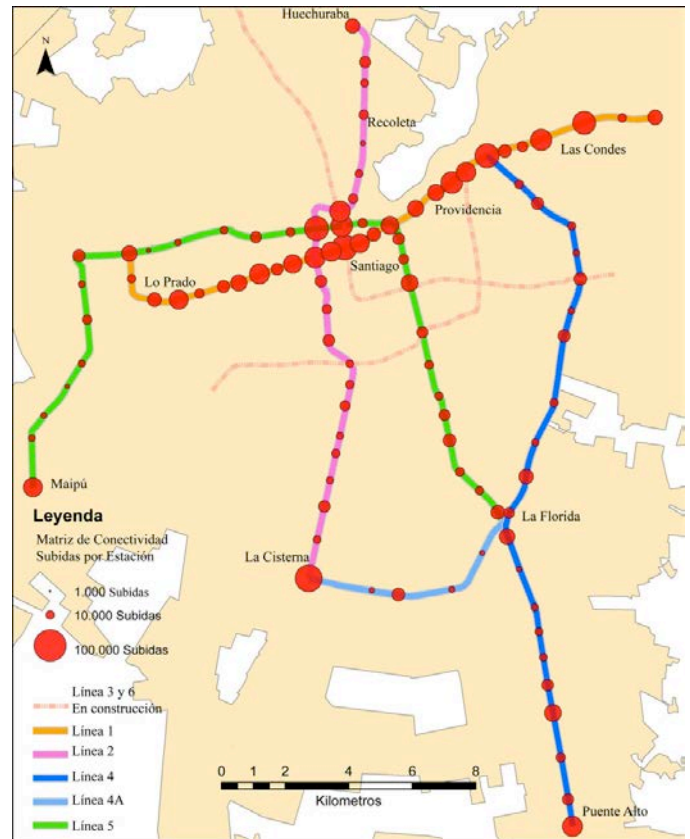 Huechuraba
N
Recoleta
Las Condes
Providencia
Santiago
Lo Prado
Maipú
La Florida
La Cisterna
Puente Alto
Leyenda
Matriz de Conectividad
Subidas por Estación
1.000 Subidas
10.000 Subidas
100.000 Subidas
Línea 3 y 6
En construcción
Línea 1
Línea 2
Línea 4
Línea 4A
Línea 5
0 2 4 6 8
Kilometros